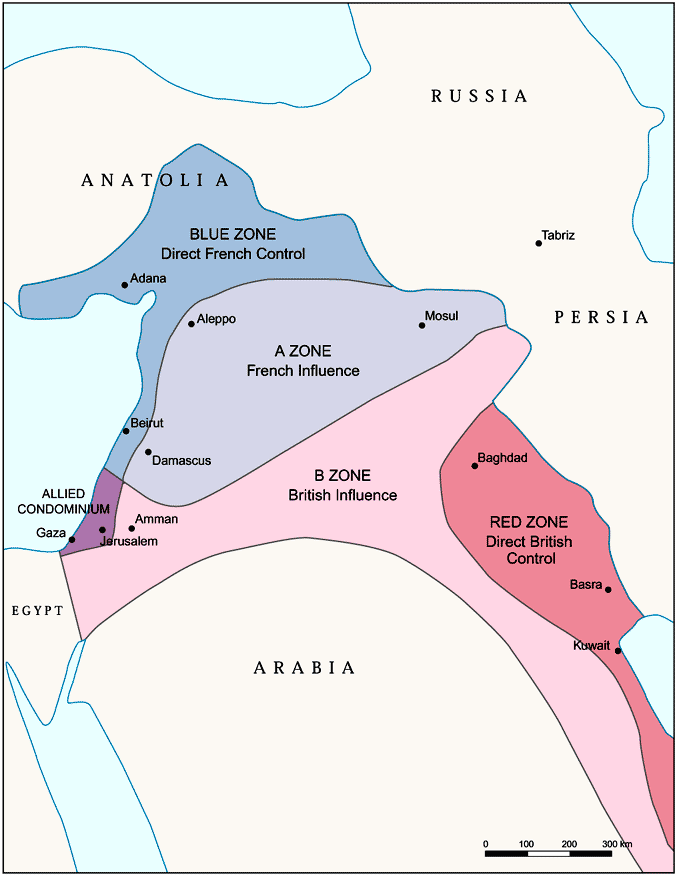 RUSSIA
ANATOLIA
BLUE ZONE
Direct French Control
Tabriz
Adana
PERSIA
Aleppo
Mosul
A ZONE
French Influence
Beirut
Damascus
Baghdad
B ZONE
British Influence
ALLIED
CONDOMINIUM
Gaza
Jerusalem
Amman
RED ZONE
Direct British
Control
Basra
EGYPT
Kuwait
ARABIA
0 100 200 300 km